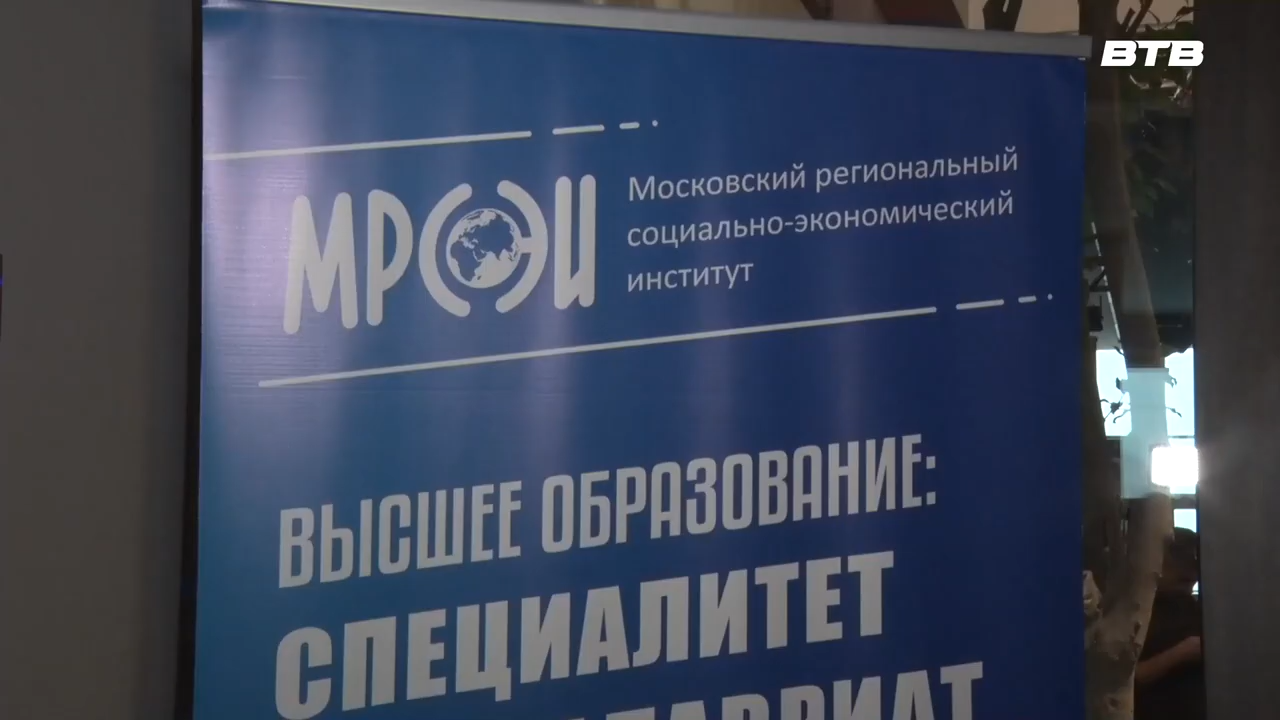 ВТВ
МРСЭИ
Московский региональный
социально-экономический
институт
ВЫСШЕЕ ОБРАЗОВАНИЕ:
СПЕЦИАЛИТЕТ